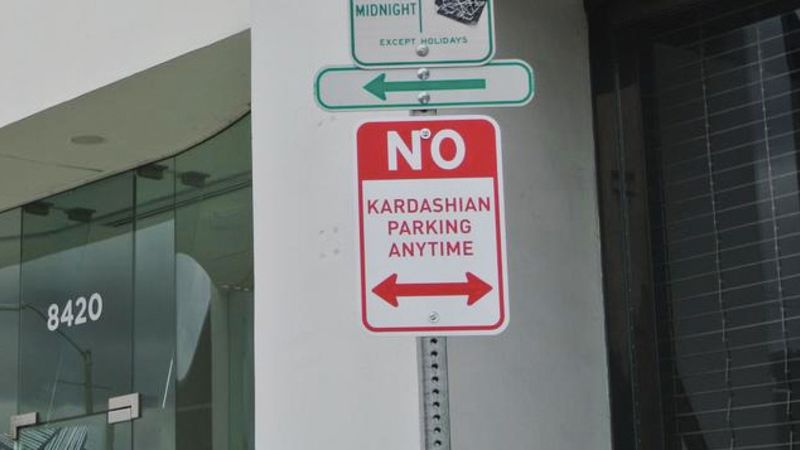 MIDNIGHT
EXCEPT HOLIDAYS
NO
KARDASHIAN
PARKING
ANYTIME
8420